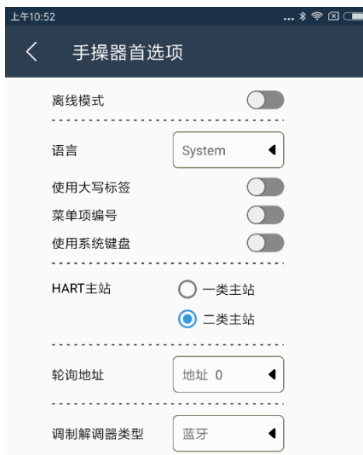 上午10:52 ...
手操器首选项
离线模式
语言 System
使用大写标签
菜单项编号
使用系统键盘
HART主站 一类主站
二类主站
轮询地址 地址 0
调制解调器类型 蓝牙